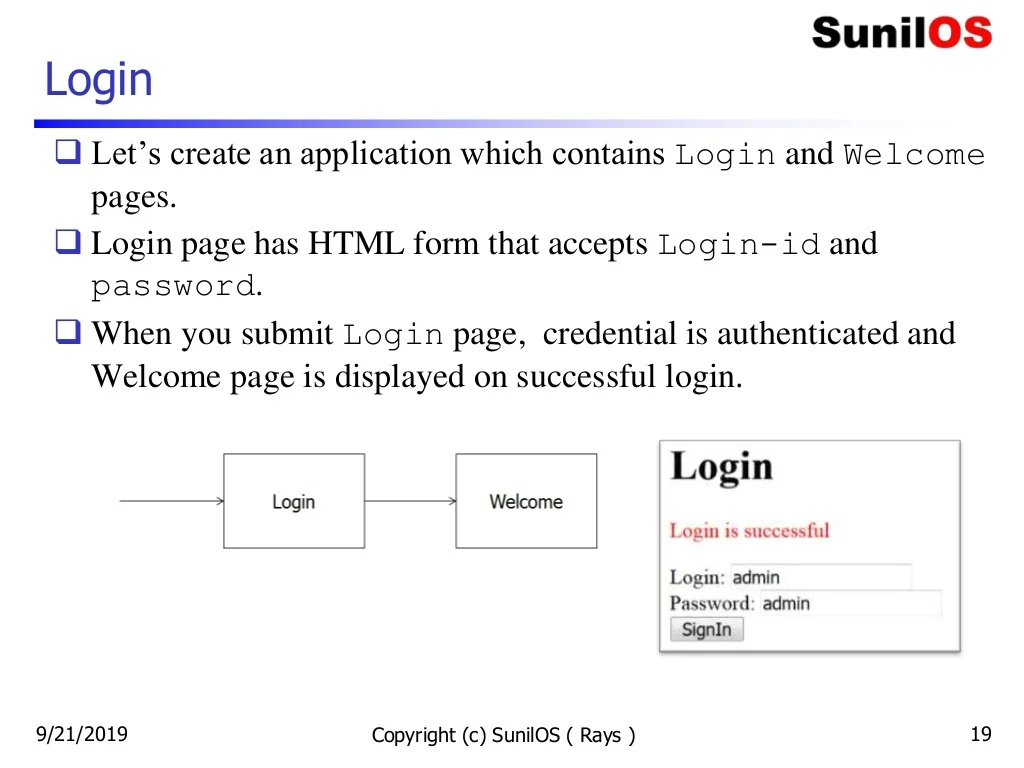 SunilOS
Login
Let’s create an application which contains Login and Welcome
pages.
Login page has HTML form that accepts Login-id and
password.
When you submit Login page,  credential is authenticated and
Welcome page is displayed on successful login.
Login
Welcome
Login
Login is successful
Login: admin
Password: admin
SignIn
9/21/2019
Copyright (c) SunilOS ( Rays )
19